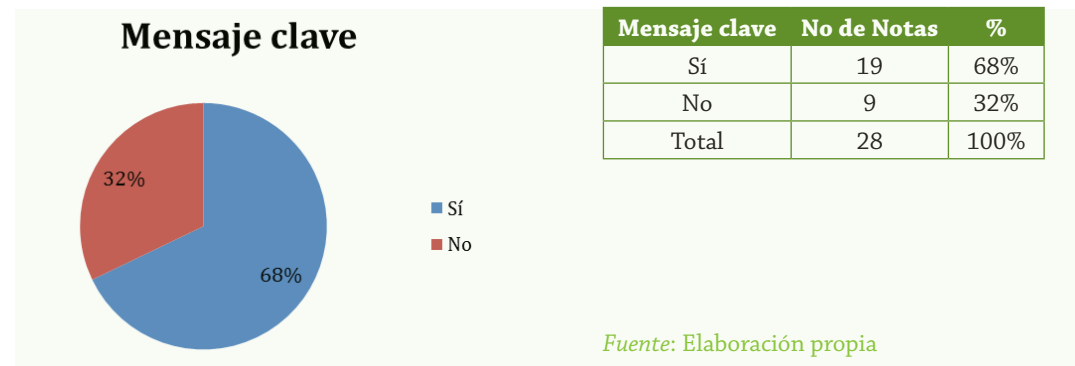 Mensaje clave
32%
68%
Sí
No
Mensaje clave No de Notas %
Sí 19 68%
No 9 32%
Total 28 100%
Fuente: Elaboración propia